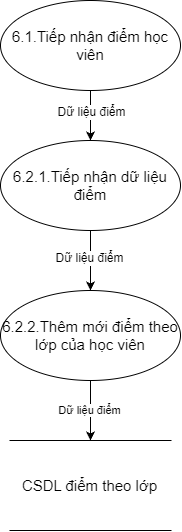 6.1.Tiếp nhận điểm học
viên
Dữ liệu điểm
6.2.1.Tiếp nhận dữ liệu
điểm
Dữ liệu điểm
6.2.2.Thêm mới điểm theo
lớp của học viên
Dữ liệu điểm
CSDL điểm theo lớp